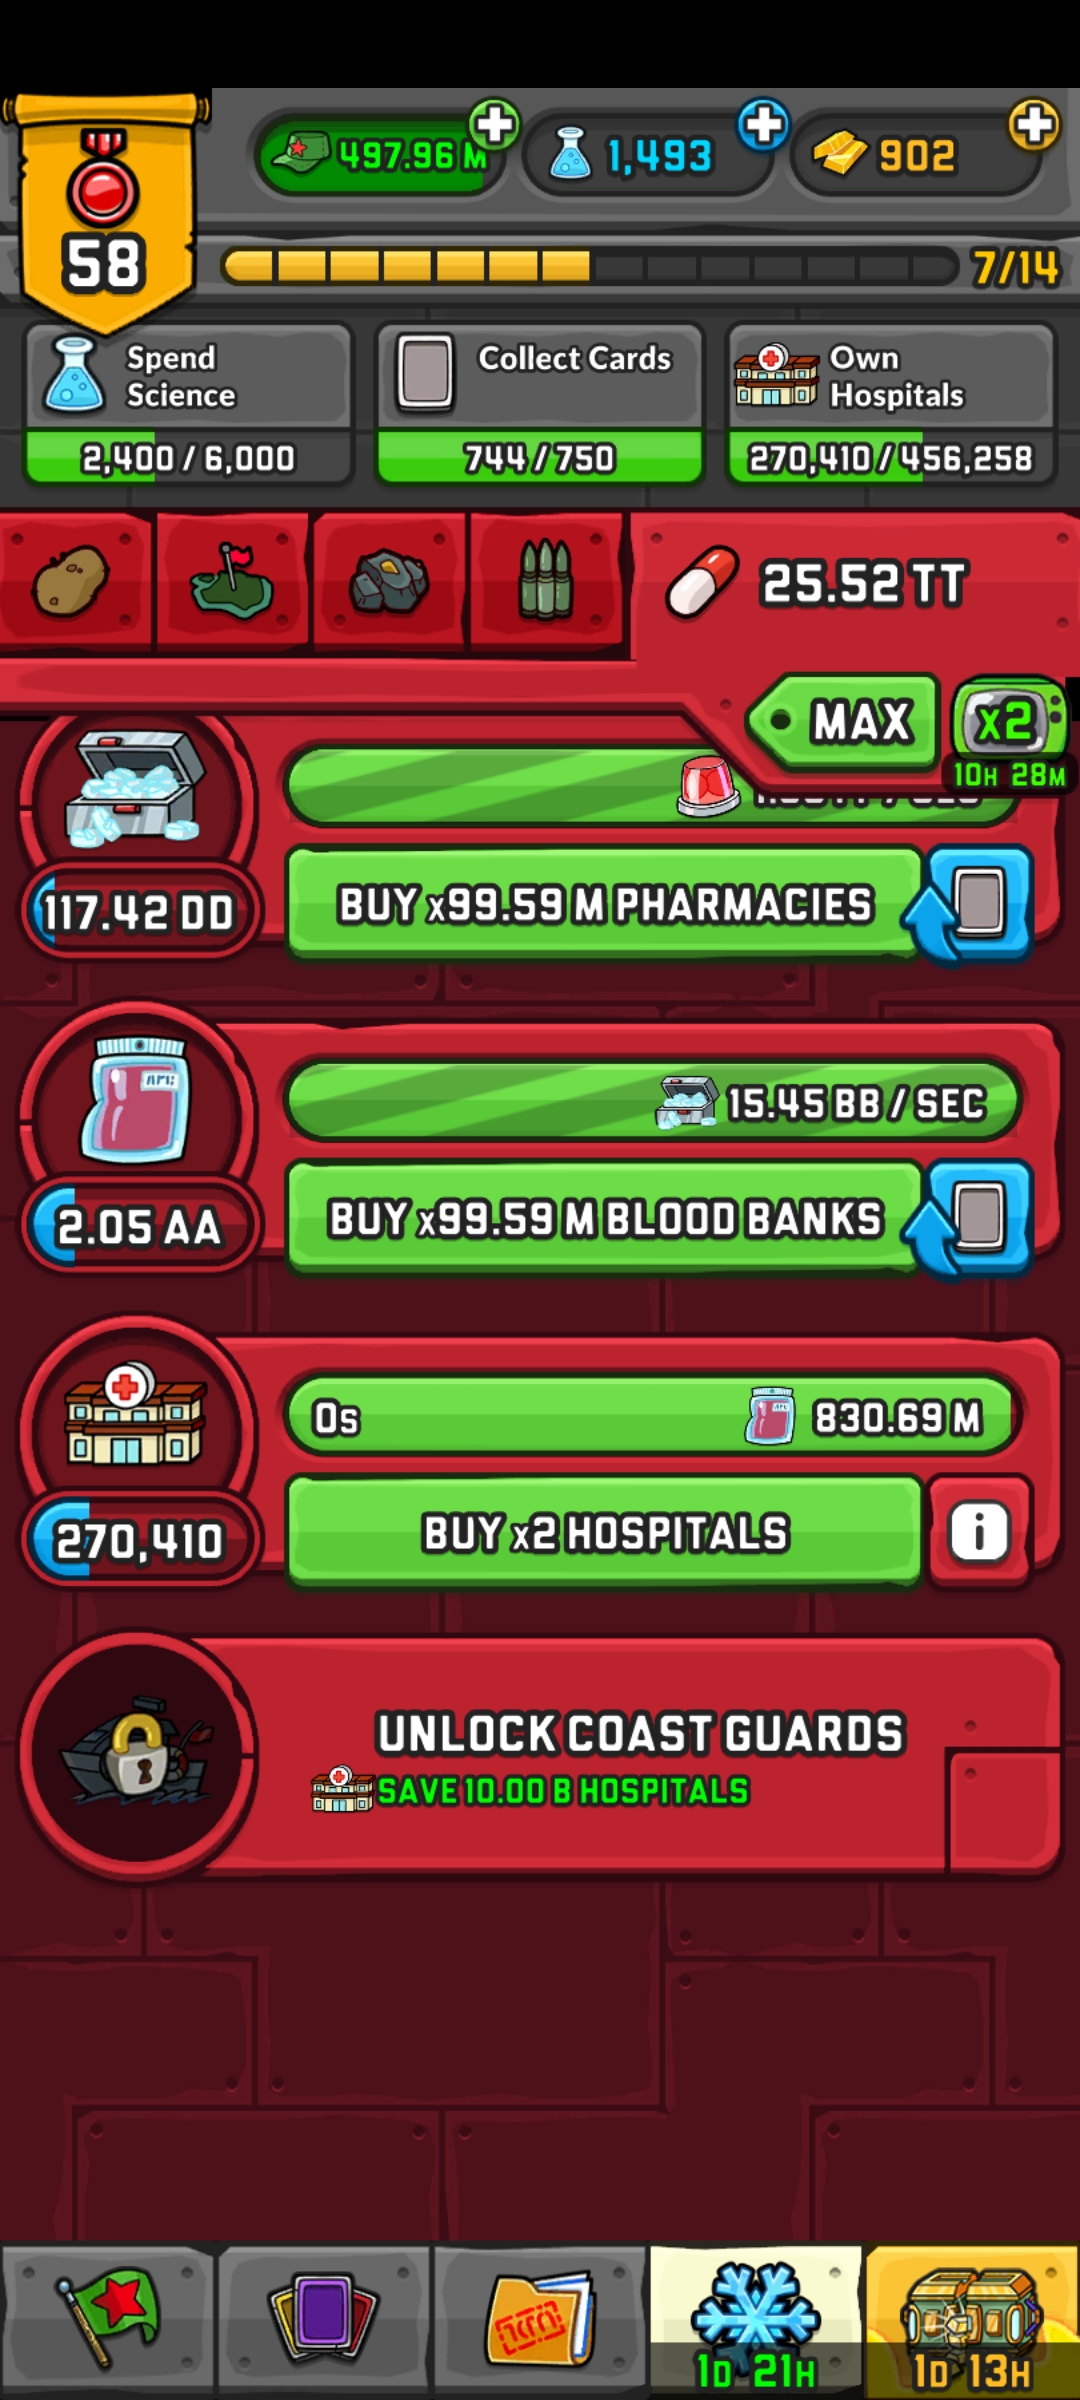 497.96 M
1,493
902
58
7/14
Spend
Science
2,400 / 6,000
Collect Cards
744 / 750
Own
Hospitals
270,410 / 456,258
25.52 TT
MAX
x2
10H 28M
117.42 DD
BUY x99.59 M PHARMACIES
15.45 BB / SEC
2.05 AA
BUY x99.59 M BLOOD BANKS
0s
830.69 M
270,410
BUY x2 HOSPITALS
i
UNLOCK COAST GUARDS
SAVE 10.00 B HOSPITALS
1D 21H
1D 13H